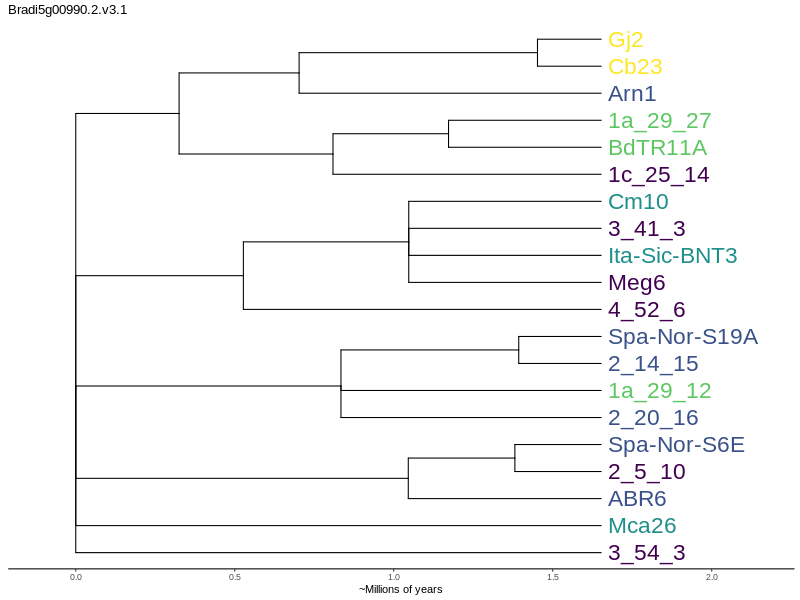 Bradi5g00990.2.v3.1
Gj2
Cb23
Arn1
1a_29_27
BdTR11A
1c_25_14
Cm10
3_41_3
Ita-Sic-BNT3
Meg6
4_52_6
Spa-Nor-S19A
2_14_15
1a_29_12
2_20_16
Spa-Nor-S6E
2_5_10
ABR6
Mca26
3_54_3
0.0 0.5 1.0 1.5 2.0
~Millions of years